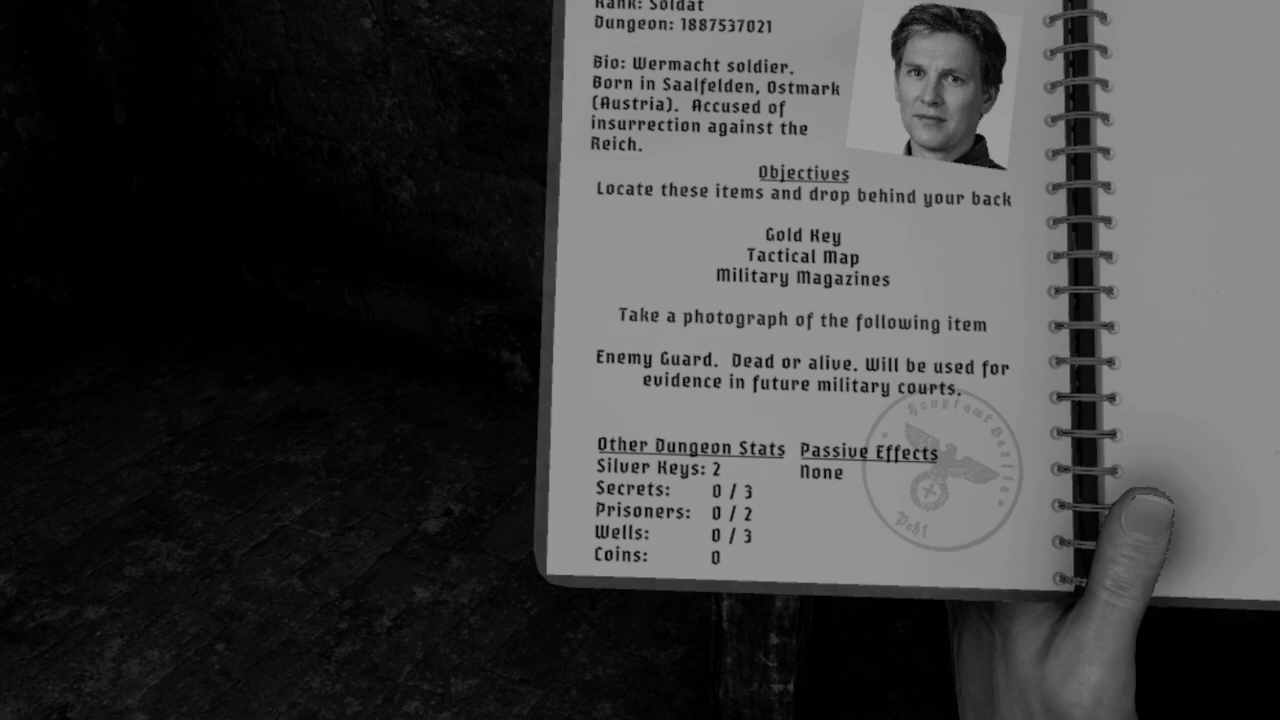 Rank: Soldat
Dungeon: 1887537021
Bio: Wermacht soldier.
Born in Saalfelden, Ostmark
(Austria).  Accused of
insurrection against the
Reich.
Objectives
Locate these items and drop behind your back
Gold Key
Tactical Map
Military Magazines
Take a photograph of the following item
Enemy Guard.  Dead or alive. Will be used for
evidence in future military courts.
Other Dungeon Stats
Silver Keys: 2
Secrets: 0 / 3
Prisoners: 0 / 2
Wells: 0 / 3
Coins: 0
Passive Effects
None
Hauptamt Berlin